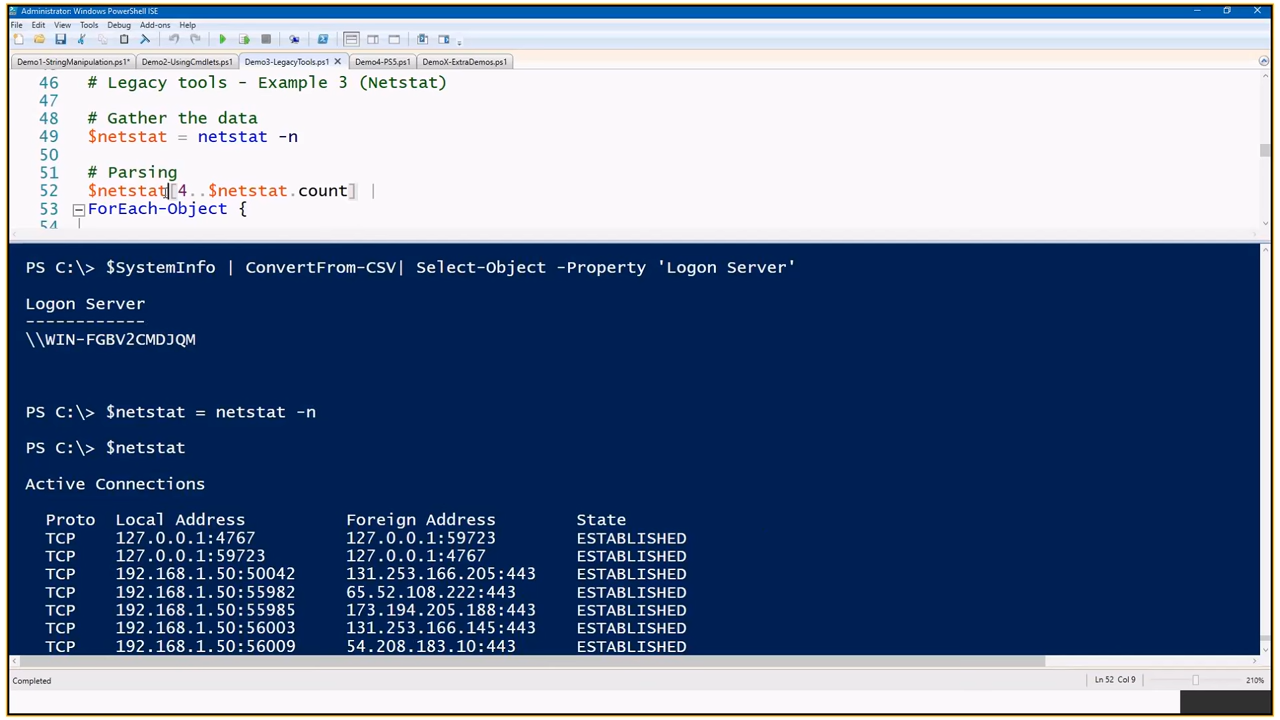 Administrator: Windows PowerShell ISE
File Edit View Tools Debug Add-ons Help
Demo1-StringManipulation.ps1* Demo2-UsingCmdlets.ps1 Demo3-LegacyTools.ps1 Demo4-PS5.ps1 DemoX-ExtraDemos.ps1
46 # Legacy tools - Example 3 (Netstat)
47
48 # Gather the data
49 $netstat = netstat -n
50
51 # Parsing
52 $netstat[4..$netstat.count] |
53 ForEach-Object {
54
PS C:\> $SystemInfo | ConvertFrom-CSV| Select-Object -Property 'Logon Server'
Logon Server
------------
\\WIN-FGBV2CMDJQM
PS C:\> $netstat = netstat -n
PS C:\> $netstat
Active Connections
Proto Local Address Foreign Address State
TCP 127.0.0.1:4767 127.0.0.1:59723 ESTABLISHED
TCP 127.0.0.1:59723 127.0.0.1:4767 ESTABLISHED
TCP 192.168.1.50:50042 131.253.166.205:443 ESTABLISHED
TCP 192.168.1.50:55982 65.52.108.222:443 ESTABLISHED
TCP 192.168.1.50:55985 173.194.205.188:443 ESTABLISHED
TCP 192.168.1.50:56003 131.253.166.145:443 ESTABLISHED
TCP 192.168.1.50:56009 54.208.183.10:443 ESTABLISHED
Completed Ln 52 Col 9 210%